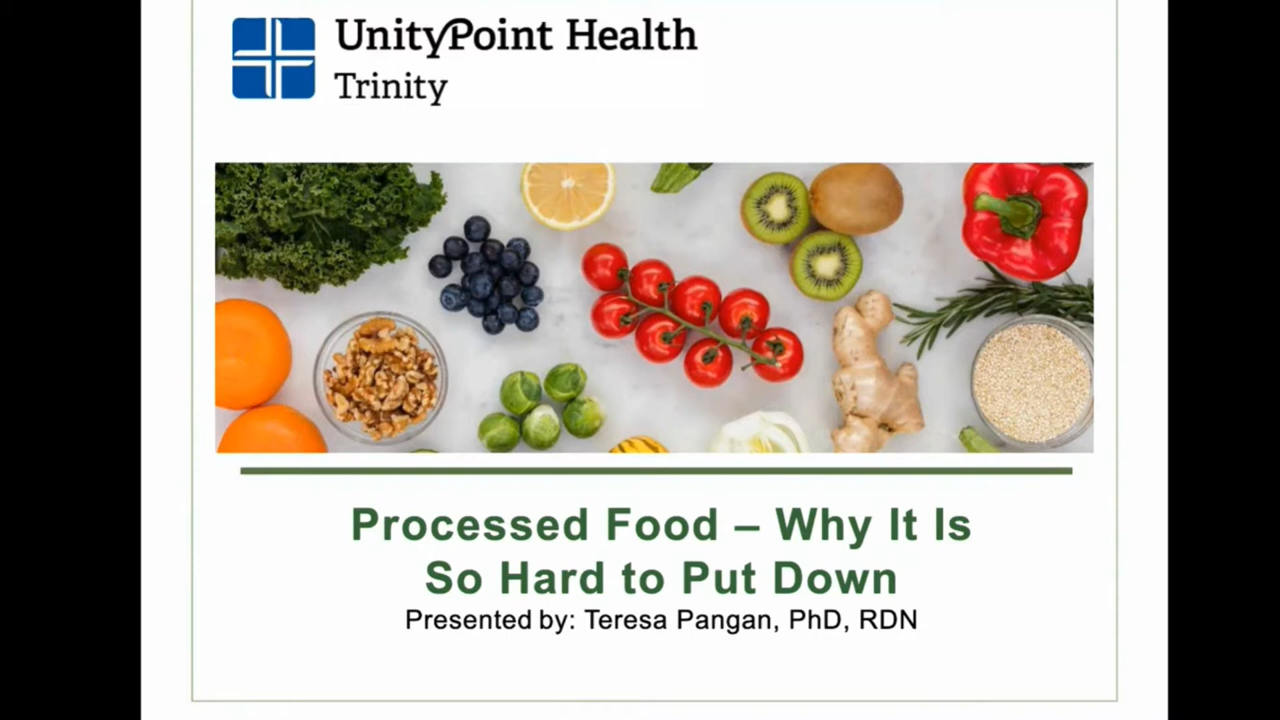 UnityPoint Health
Trinity
Processed Food – Why It Is
So Hard to Put Down
Presented by: Teresa Pangan, PhD, RDN